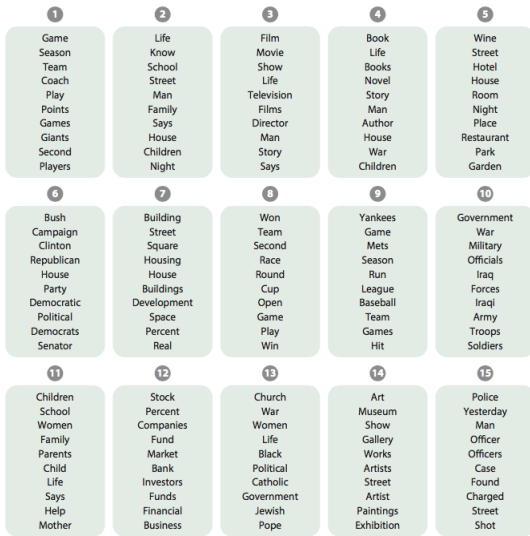 1 2 3 4 5
Game Life Film Book Wine
Season Know Movie Life Street
Team School Show Books Hotel
Coach Street Life Novel House
Play Man Television Story Room
Points Family Films Man Night
Games Says Director Author Place
Giants House Man House Restaurant
Second Children Story War Park
Players Night Says Children Garden
6 7 8 9 10
Bush Building Won Yankees Government
Campaign Street Team Game War
Clinton Square Second Mets Military
Republican Housing Race Season Officials
House House Round Run Iraq
Party Buildings Cup League Forces
Democratic Development Open Baseball Iraqi
Political Space Game Team Army
Democrats Percent Play Games Troops
Senator Real Win Hit Soldiers
11 12 13 14 15
Children Stock Church Art Police
School Percent War Museum Yesterday
Women Companies Women Show Man
Family Fund Life Gallery Officer
Parents Market Black Works Officers
Child Bank Political Artists Case
Life Investors Catholic Street Found
Says Funds Government Artist Charged
Help Financial Jewish Paintings Street
Mother Business Pope Exhibition Shot